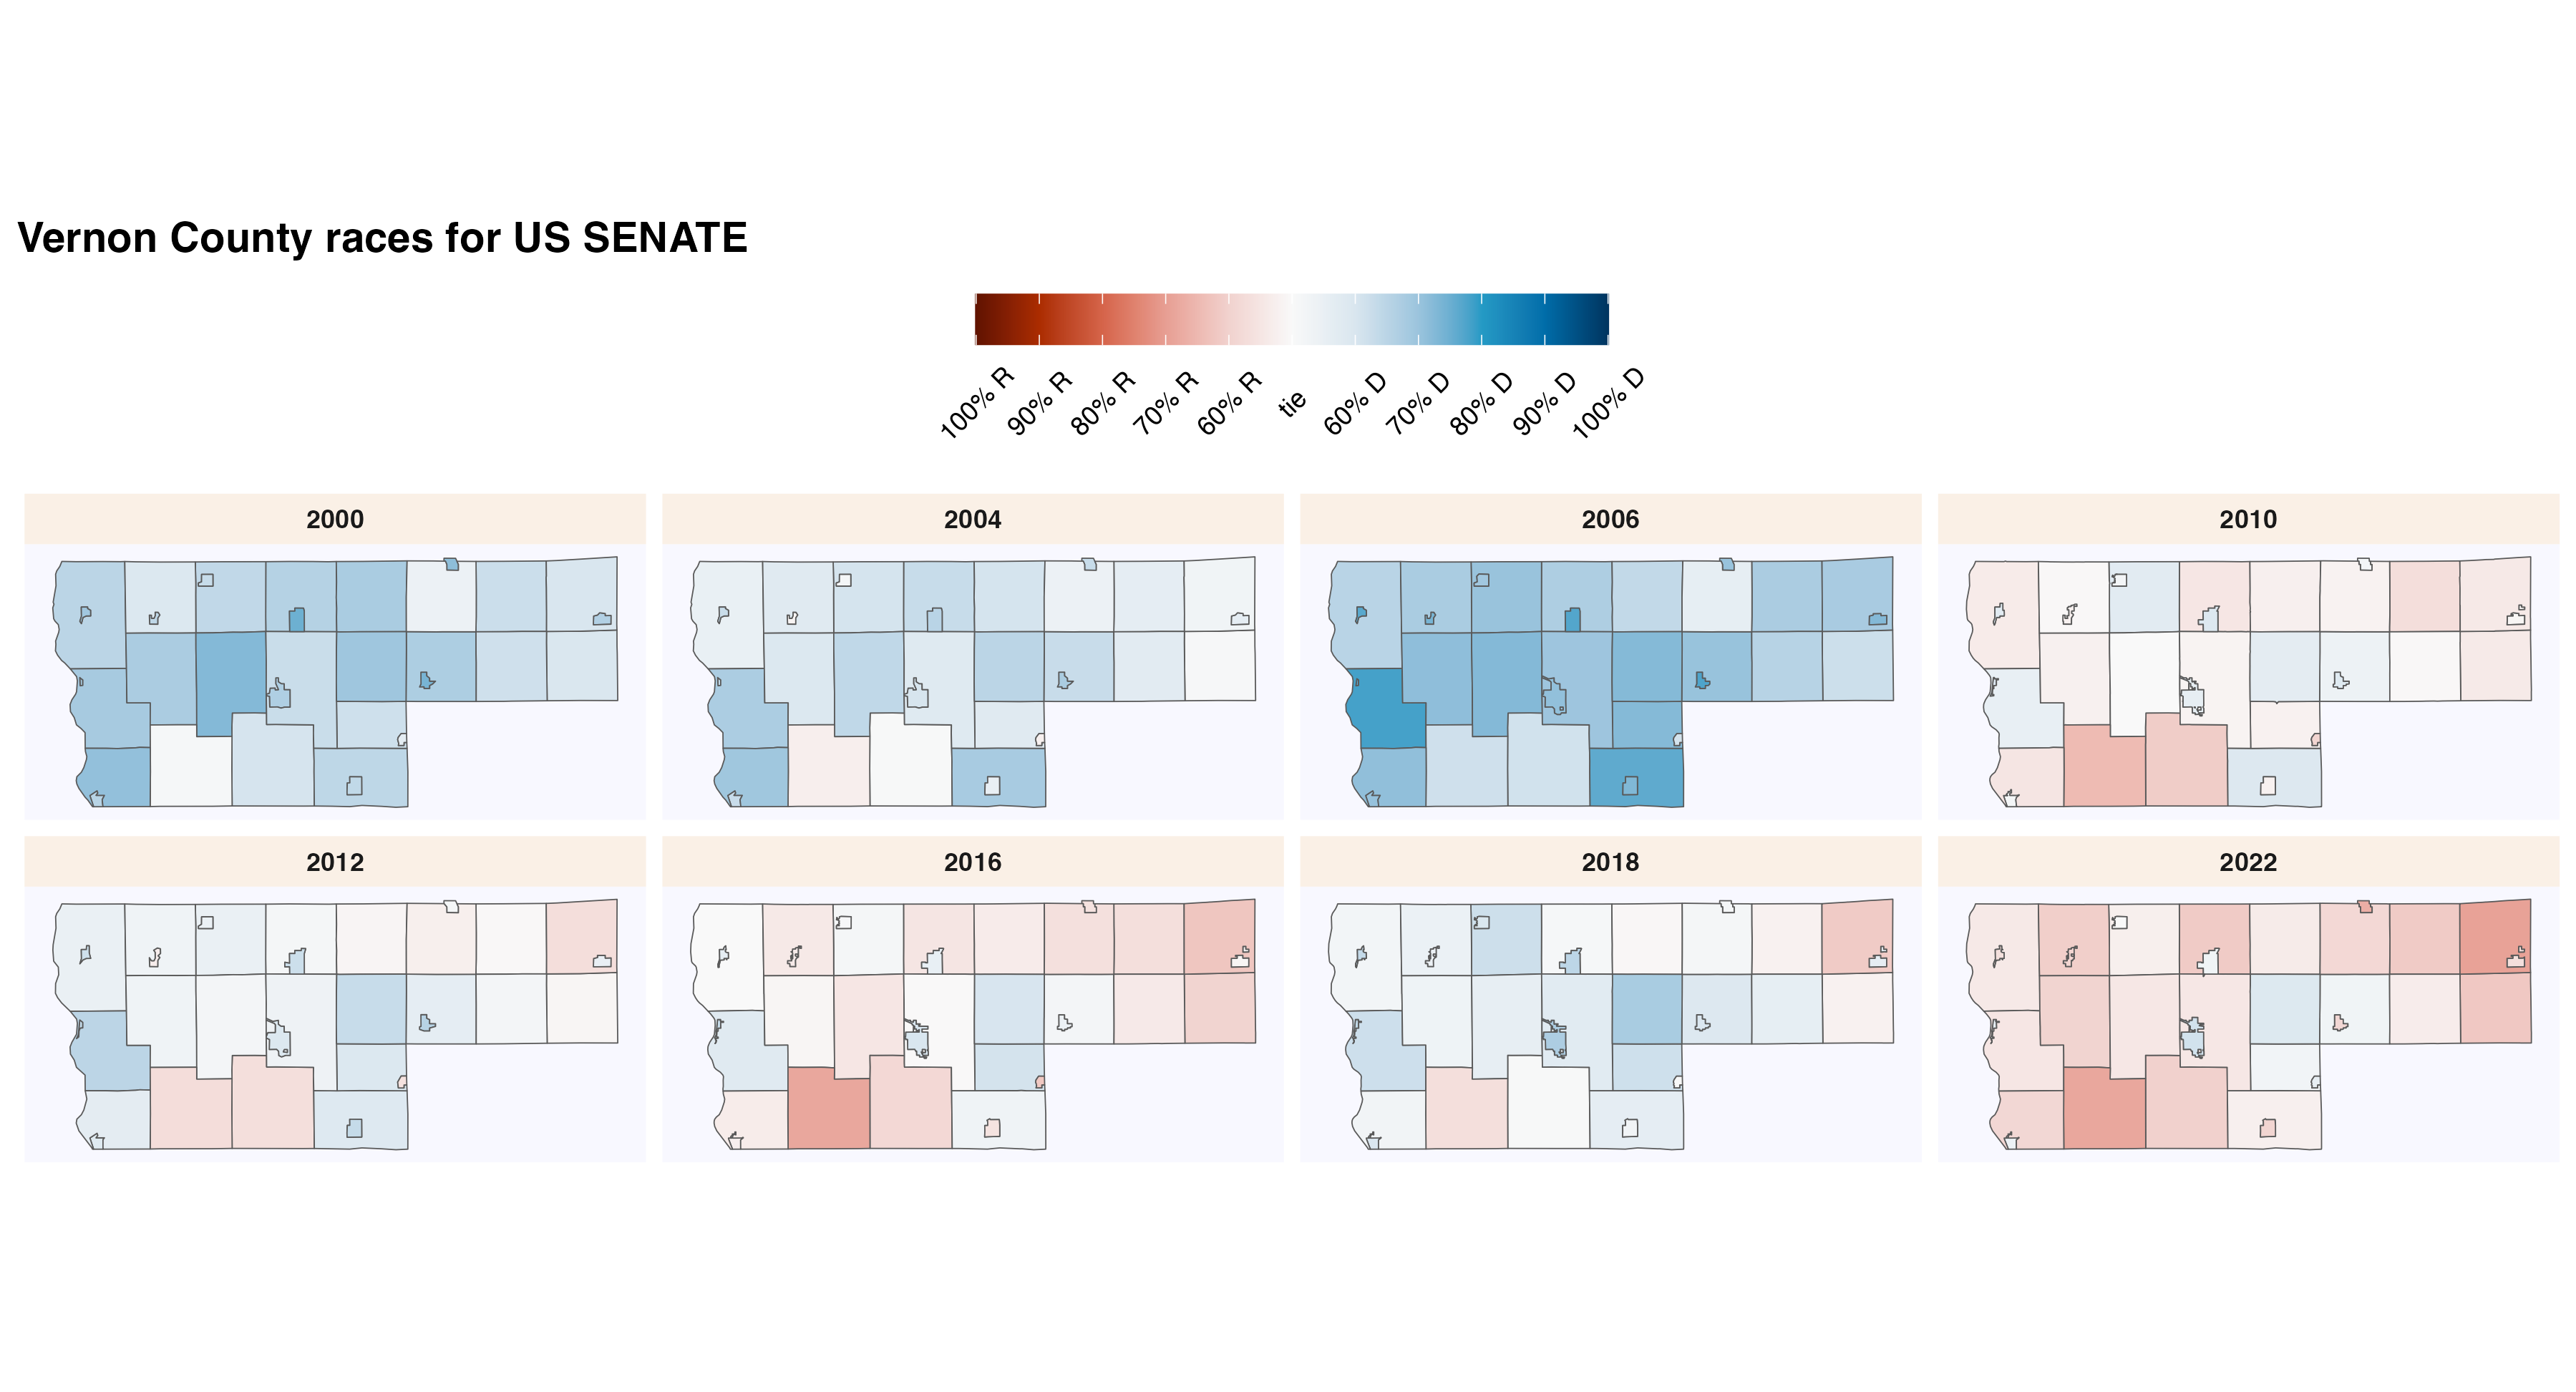 Vernon County races for US SENATE
100% R
90% R
80% R
70% R
60% R
tie
60% D
70% D
80% D
90% D
100% D
2000
2004
2006
2010
2012
2016
2018
2022